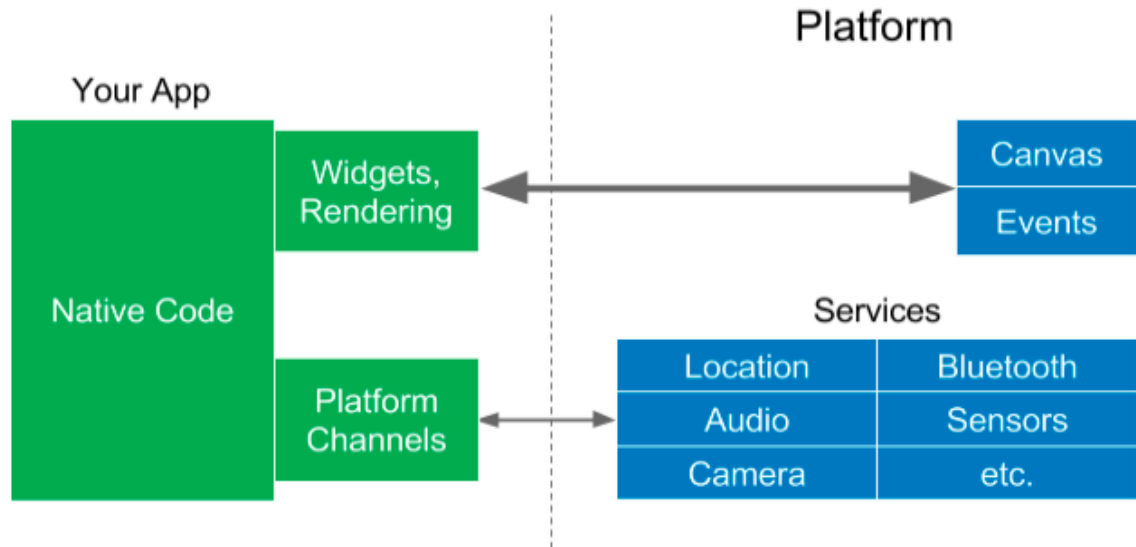 Platform
Your App
Widgets,
Rendering
Canvas
Events
Native Code
Services
Platform
Channels
Location
Bluetooth
Audio
Sensors
Camera
etc.